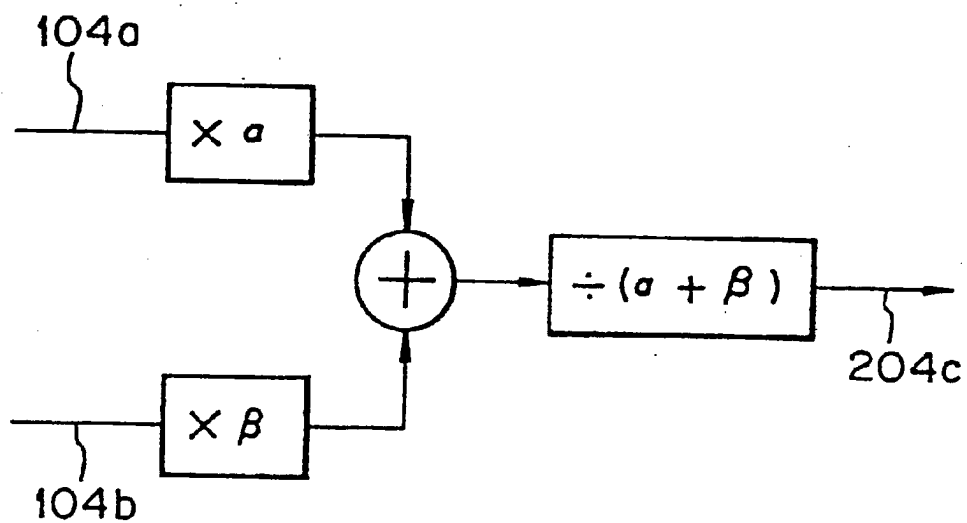 104a
× α
+
÷(α + β)
204c
× β
104b